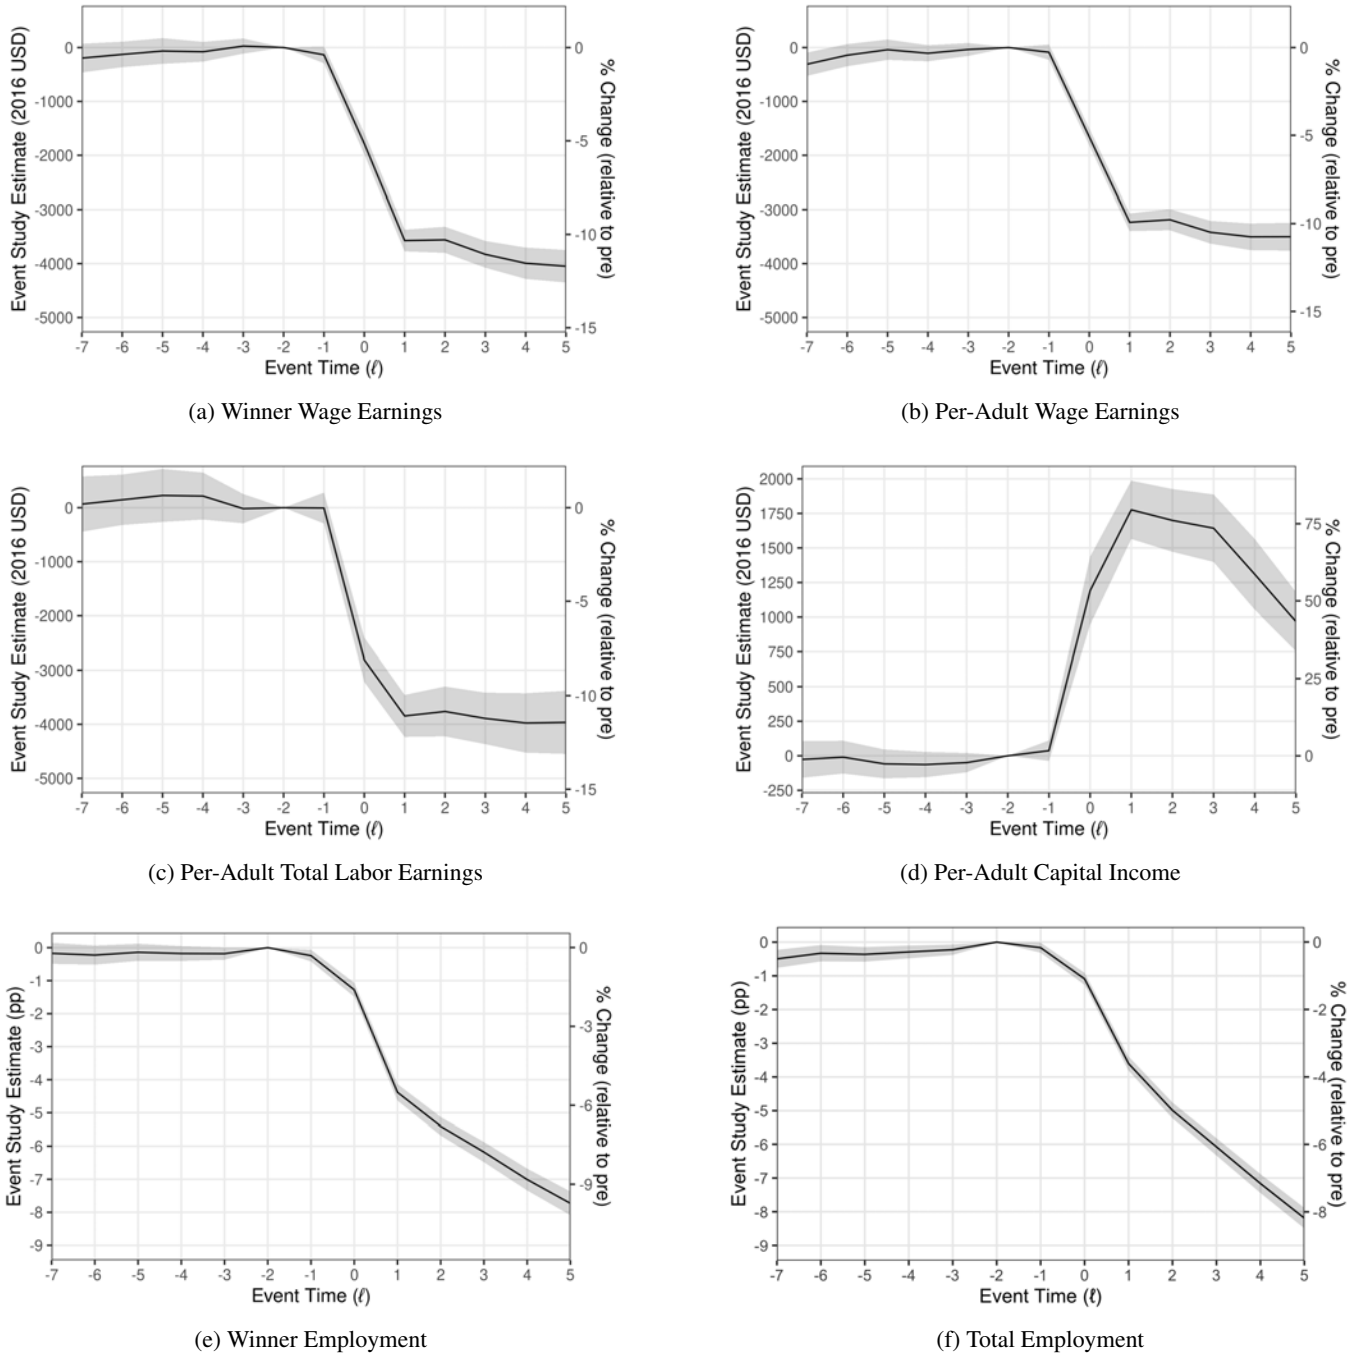 Event Study Estimate (2016 USD)
0
-1000
-2000
-3000
-4000
-5000
0
-5
-10
-15
% Change (relative to pre)
-7 -6 -5 -4 -3 -2 -1 0 1 2 3 4 5
Event Time (ℓ)
(a) Winner Wage Earnings
Event Study Estimate (2016 USD)
0
-1000
-2000
-3000
-4000
-5000
0
-5
-10
-15
% Change (relative to pre)
-7 -6 -5 -4 -3 -2 -1 0 1 2 3 4 5
Event Time (ℓ)
(b) Per-Adult Wage Earnings
Event Study Estimate (2016 USD)
0
-1000
-2000
-3000
-4000
-5000
0
-5
-10
-15
% Change (relative to pre)
-7 -6 -5 -4 -3 -2 -1 0 1 2 3 4 5
Event Time (ℓ)
(c) Per-Adult Total Labor Earnings
Event Study Estimate (2016 USD)
2000
1750
1500
1250
1000
750
500
250
0
-250
75
50
25
0
% Change (relative to pre)
-7 -6 -5 -4 -3 -2 -1 0 1 2 3 4 5
Event Time (ℓ)
(d) Per-Adult Capital Income
Event Study Estimate (pp)
0
-1
-2
-3
-4
-5
-6
-7
-8
-9
0
-3
-6
-9
% Change (relative to pre)
-7 -6 -5 -4 -3 -2 -1 0 1 2 3 4 5
Event Time (ℓ)
(e) Winner Employment
Event Study Estimate (pp)
0
-1
-2
-3
-4
-5
-6
-7
-8
-9
0
-2
-4
-6
-8
% Change (relative to pre)
-7 -6 -5 -4 -3 -2 -1 0 1 2 3 4 5
Event Time (ℓ)
(f) Total Employment